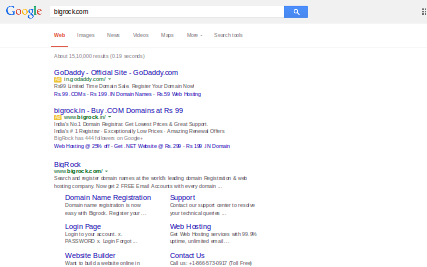 Google bigrock.com
Web Images News Videos Maps More Search tools
About 15,10,000 results (0.19 seconds)
GoDaddy - Official Site - GoDaddy.com
Ad in.godaddy.com/
Rs99 Limited Time Domain Sale. Register Your Domain Now!
Rs.99 .COMs - Rs 199 .IN Domain Names - Rs.59 Web Hosting
bigrock.in - Buy .COM Domains at Rs 99
Ad www.bigrock.in/
India's No.1 Domain Registrar. Get Lowest Prices & Great Support.
India's #1 Registrar · Exceptionally Low Prices · Amazing Renewal Offers
BigRock has 444 followers on Google+
Web Hosting @ 25% off - Get .NET Website @ Rs 298 - Rs 199 .IN Domain
BigRock
www.bigrock.com/
Search and register domain names at the world's leading domain Registration & web
hosting company. Now get 2 FREE Email Accounts with every domain ...
Domain Name Registration
Domain name registration is now
easy with Bigrock. Register your ...
Support
Contact our support center to resolve
your technical queries ...
Login Page
Login to your account. x.
PASSWORD x. Login Forgot ...
Web Hosting
Get Web Hosting services with 99.9%
uptime, unlimited email ...
Website Builder
Want to build a website online in
Contact Us
Call us: +1-866-573-0917 (Toll Free)